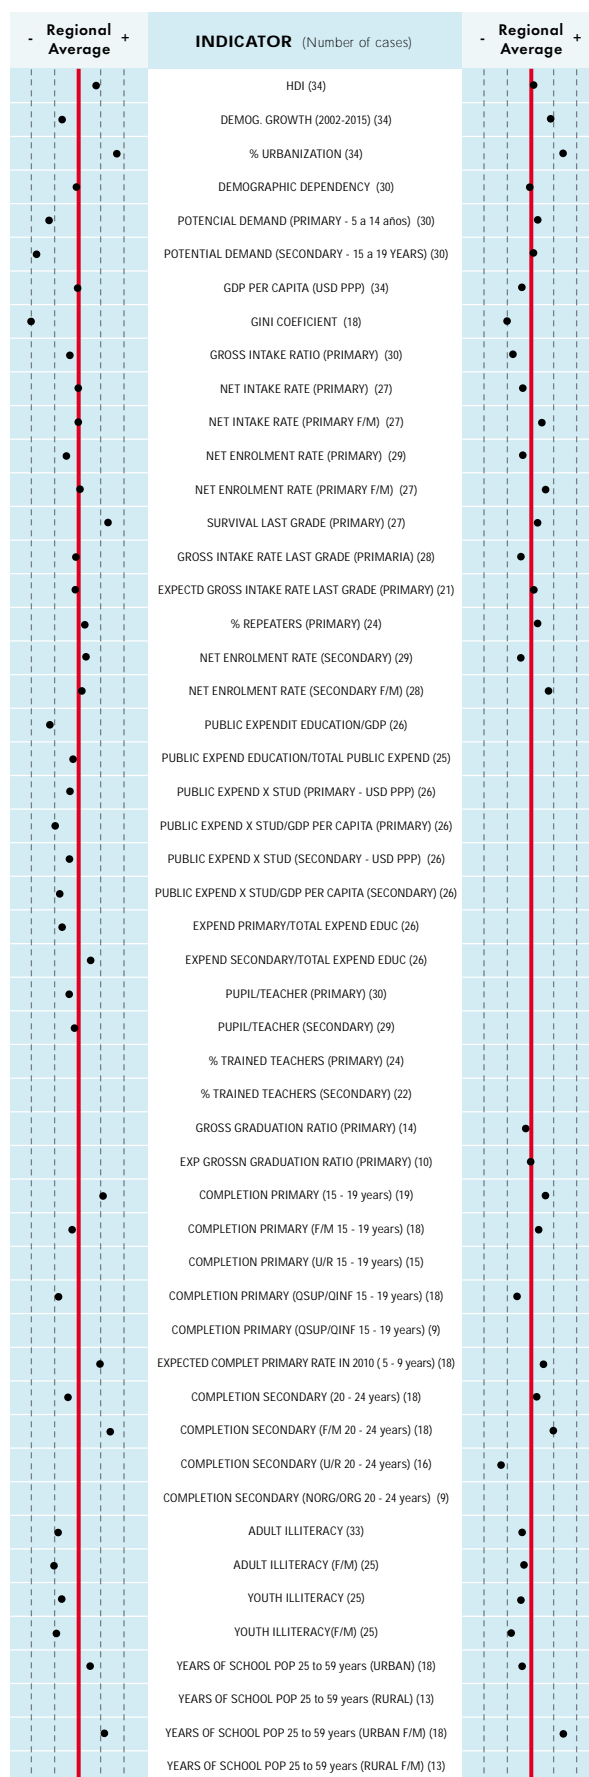 - Regional Average +
INDICATOR (Number of cases)
- Regional Average +
HDI (34)
DEMOG. GROWTH (2002-2015) (34)
% URBANIZATION (34)
DEMOGRAPHIC DEPENDENCY (30)
POTENCIAL DEMAND (PRIMARY - 5 a 14 años) (30)
POTENTIAL DEMAND (SECONDARY - 15 a 19 YEARS) (30)
GDP PER CAPITA (USD PPP) (34)
GINI COEFICIENT (18)
GROSS INTAKE RATIO (PRIMARY) (30)
NET INTAKE RATE (PRIMARY) (27)
NET INTAKE RATE (PRIMARY F/M) (27)
NET ENROLMENT RATE (PRIMARY) (29)
NET ENROLMENT RATE (PRIMARY F/M) (27)
SURVIVAL LAST GRADE (PRIMARY) (27)
GROSS INTAKE RATE LAST GRADE (PRIMARIA) (28)
EXPECTD GROSS INTAKE RATE LAST GRADE (PRIMARY) (21)
% REPEATERS (PRIMARY) (24)
NET ENROLMENT RATE (SECONDARY) (29)
NET ENROLMENT RATE (SECONDARY F/M) (28)
PUBLIC EXPENDIT EDUCATION/GDP (26)
PUBLIC EXPEND EDUCATION/TOTAL PUBLIC EXPEND (25)
PUBLIC EXPEND X STUD (PRIMARY - USD PPP) (26)
PUBLIC EXPEND X STUD/GDP PER CAPITA (PRIMARY) (26)
PUBLIC EXPEND X STUD (SECONDARY - USD PPP) (26)
PUBLIC EXPEND X STUD/GDP PER CAPITA (SECONDARY) (26)
EXPEND PRIMARY/TOTAL EXPEND EDUC (26)
EXPEND SECONDARY/TOTAL EXPEND EDUC (26)
PUPIL/TEACHER (PRIMARY) (30)
PUPIL/TEACHER (SECONDARY) (29)
% TRAINED TEACHERS (PRIMARY) (24)
% TRAINED TEACHERS (SECONDARY) (22)
GROSS GRADUATION RATIO (PRIMARY) (14)
EXP GROSSN GRADUATION RATIO (PRIMARY) (10)
COMPLETION PRIMARY (15 - 19 years) (19)
COMPLETION PRIMARY (F/M 15 - 19 years) (18)
COMPLETION PRIMARY (U/R 15 - 19 years) (15)
COMPLETION PRIMARY (QSUP/QINF 15 - 19 years) (18)
COMPLETION PRIMARY (QSUP/QINF 15 - 19 years) (9)
EXPECTED COMPLET PRIMARY RATE IN 2010 ( 5 - 9 years) (18)
COMPLETION SECONDARY (20 - 24 years) (18)
COMPLETION SECONDARY (F/M 20 - 24 years) (18)
COMPLETION SECONDARY (U/R 20 - 24 years) (16)
COMPLETION SECONDARY (NORG/ORG 20 - 24 years) (9)
ADULT ILLITERACY (33)
ADULT ILLITERACY (F/M) (25)
YOUTH ILLITERACY (25)
YOUTH ILLITERACY(F/M) (25)
YEARS OF SCHOOL POP 25 to 59 years (URBAN) (18)
YEARS OF SCHOOL POP 25 to 59 years (RURAL) (13)
YEARS OF SCHOOL POP 25 to 59 years (URBAN F/M) (18)
YEARS OF SCHOOL POP 25 to 59 years (RURAL F/M) (13)